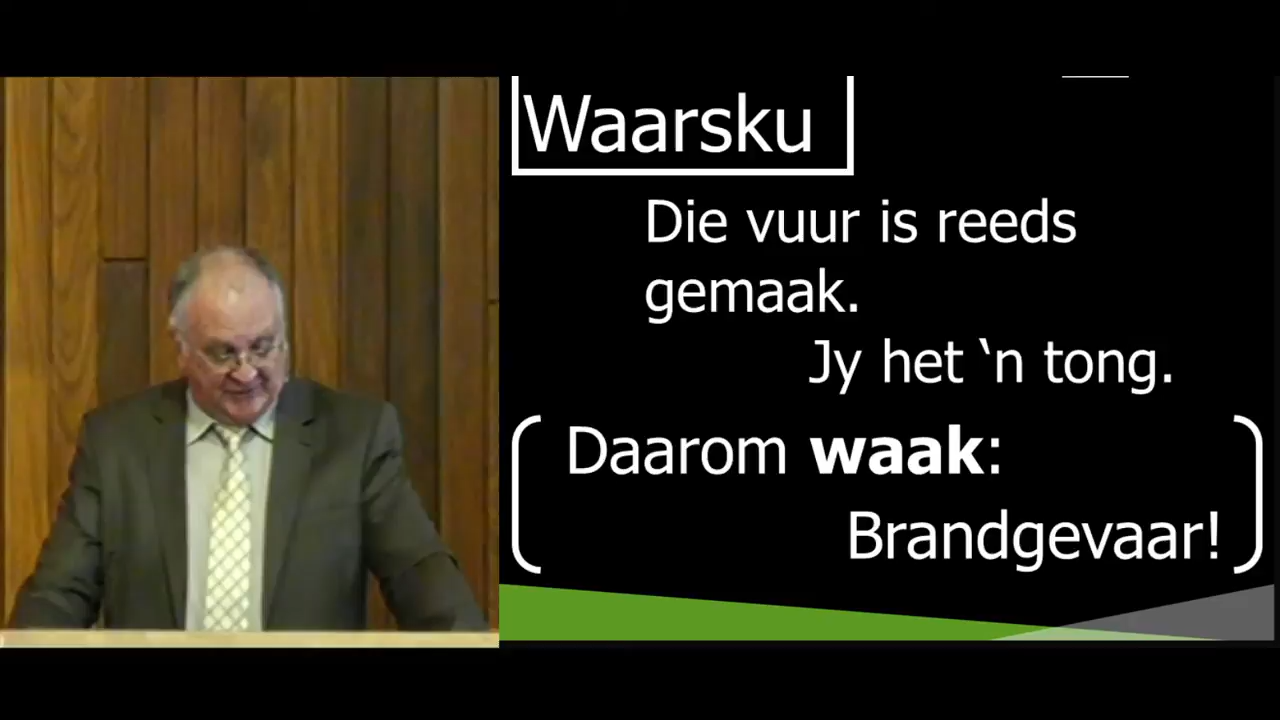 Waarsku
Die vuur is reeds
gemaak.
Jy het ‘n tong.
Daarom waak:
Brandgevaar!